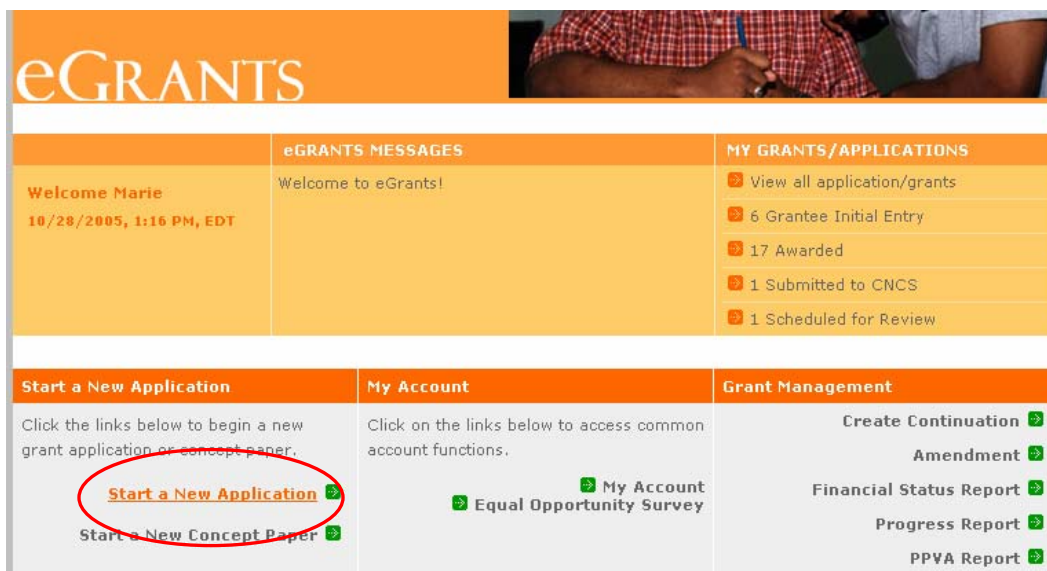 eGRANTS
eGRANTS MESSAGES
MY GRANTS/APPLICATIONS
Welcome Marie
10/28/2005, 1:16 PM, EDT
Welcome to eGrants!
View all application/grants
6 Grantee Initial Entry
17 Awarded
1 Submitted to CNCS
1 Scheduled for Review
Start a New Application
Click the links below to begin a new
grant application or concept paper.
Start a New Application
Start a New Concept Paper
My Account
Click on the links below to access common
account functions.
My Account
Equal Opportunity Survey
Grant Management
Create Continuation
Amendment
Financial Status Report
Progress Report
PPVA Report